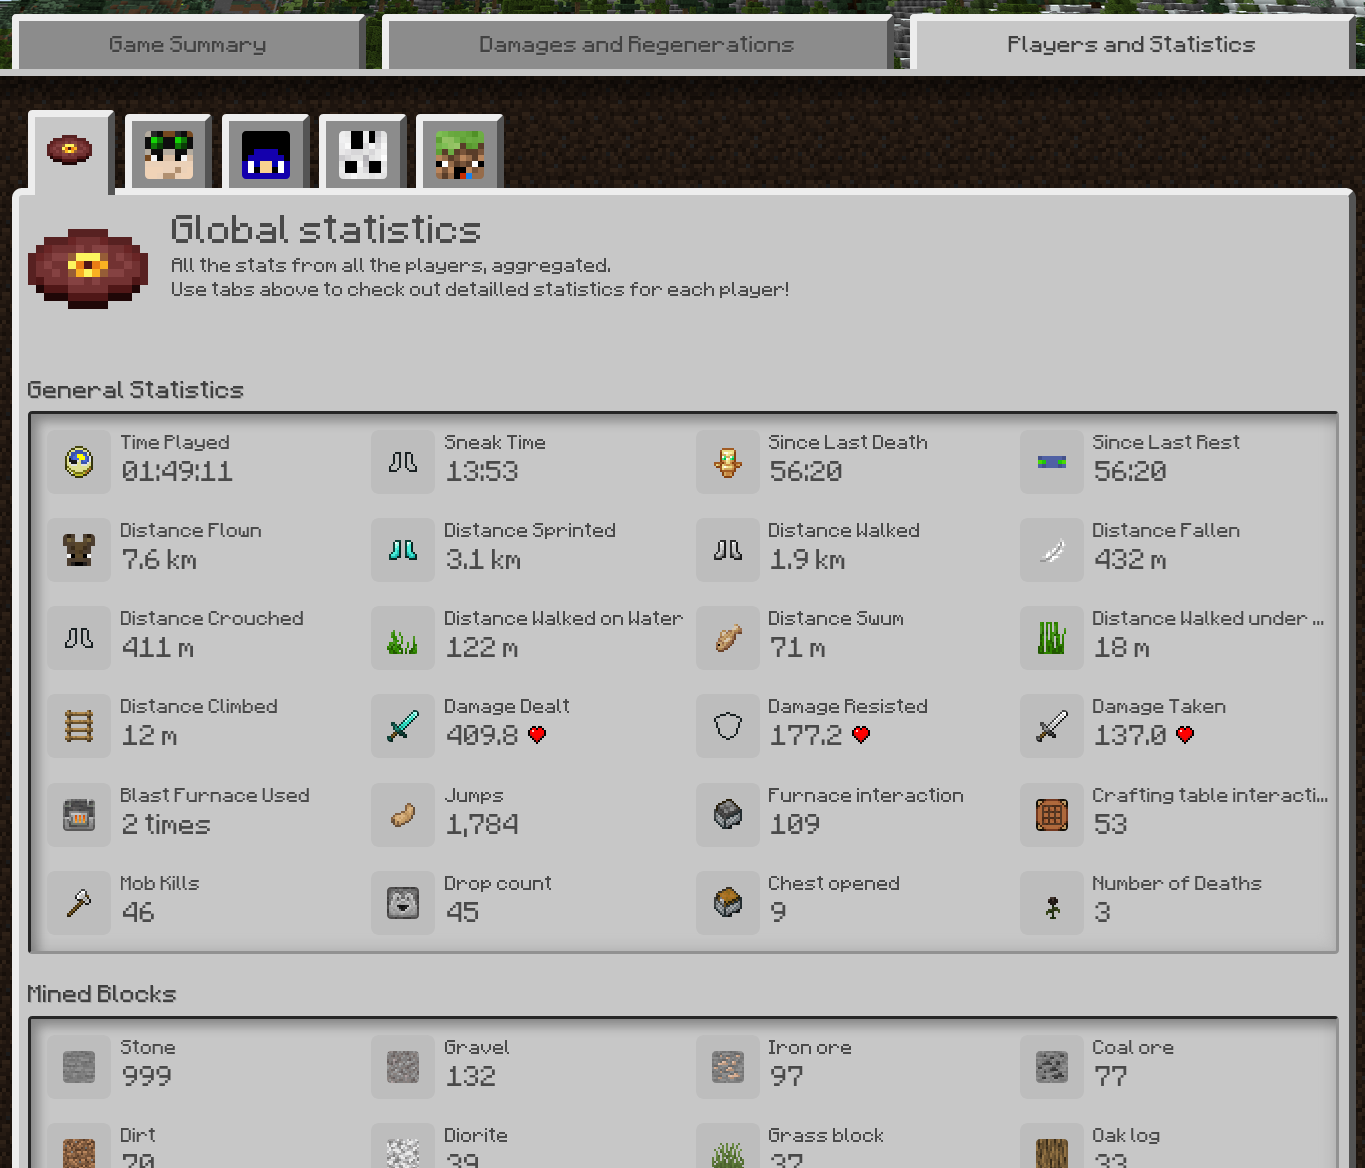 Game Summary
Damages and Regenerations
Players and Statistics
Global statistics
All the stats from all the players, aggregated.
Use tabs above to check out detailled statistics for each player!
General Statistics
Time Played
01:49:11
Sneak Time
13:53
Since Last Death
56:20
Since Last Rest
56:20
Distance Flown
7.6 km
Distance Sprinted
3.1 km
Distance Walked
1.9 km
Distance Fallen
432 m
Distance Crouched
411 m
Distance Walked on Water
122 m
Distance Swum
71 m
Distance Walked under ...
18 m
Distance Climbed
12 m
Damage Dealt
409.8
Damage Resisted
177.2
Damage Taken
137.0
Blast Furnace Used
2 times
Jumps
1,784
Furnace interaction
109
Crafting table interacti...
53
Mob Kills
46
Drop count
45
Chest opened
9
Number of Deaths
3
Mined Blocks
Stone
999
Gravel
132
Iron ore
97
Coal ore
77
Dirt
70
Diorite
39
Grass block
37
Oak log
33